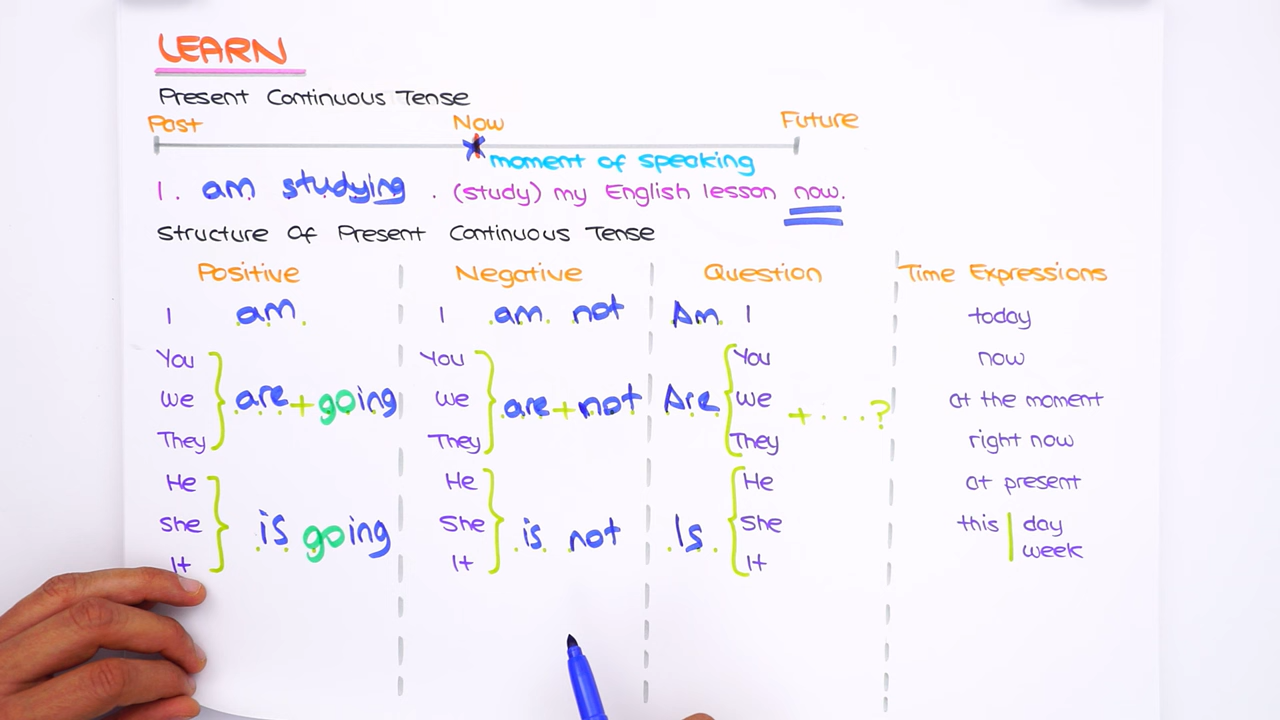 LEARN
Present Continuous Tense
Past Now Future
moment of speaking
1. am studying. (study) my English lesson now.
Structure Of Present Continuous Tense
Positive Negative Question Time Expressions
I am. I am not Am I today
You You You now
We are + going We are + not Are We + ...? at the moment
They They They right now
He He He at present
She is going She is not Is She this day
It It It week